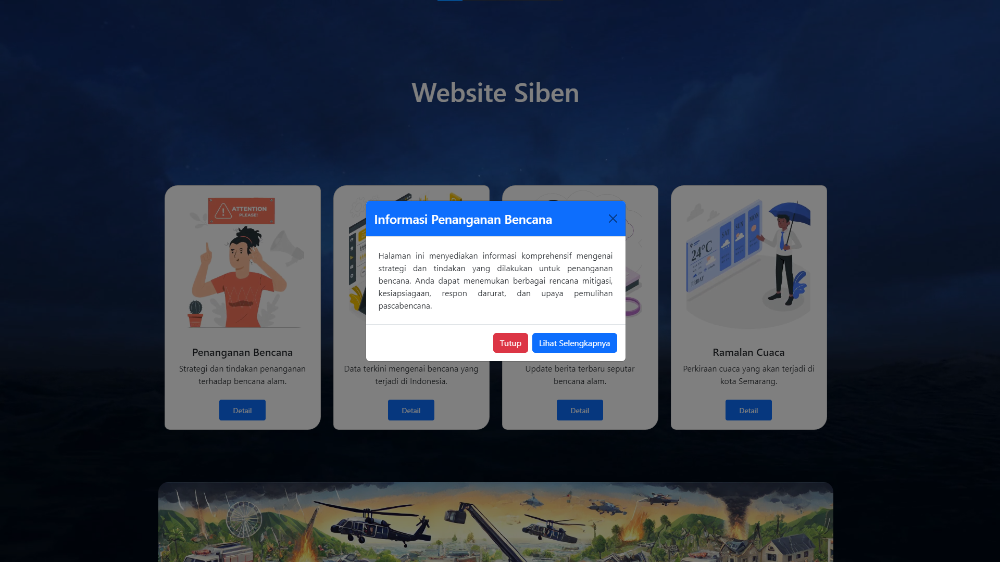 Website Siben
ATTENTION
PLEASE!
Informasi Penanganan Bencana
Halaman ini menyediakan informasi komprehensif mengenai
strategi dan tindakan yang dilakukan untuk penanganan
bencana. Anda dapat menemukan berbagai rencana mitigasi,
kesiapsiagaan, respon darurat, dan upaya pemulihan
pascabencana.
Tutup
Lihat Selengkapnya
24°C
SAT
SUN
MON
FRIDAY
Penanganan Bencana
Strategi dan tindakan penanganan
terhadap bencana alam.
Detail
Data terkini mengenai bencana yang
terjadi di Indonesia.
Detail
Update berita terbaru seputar
bencana alam.
Detail
Ramalan Cuaca
Perkiraan cuaca yang akan terjadi di
kota Semarang.
Detail